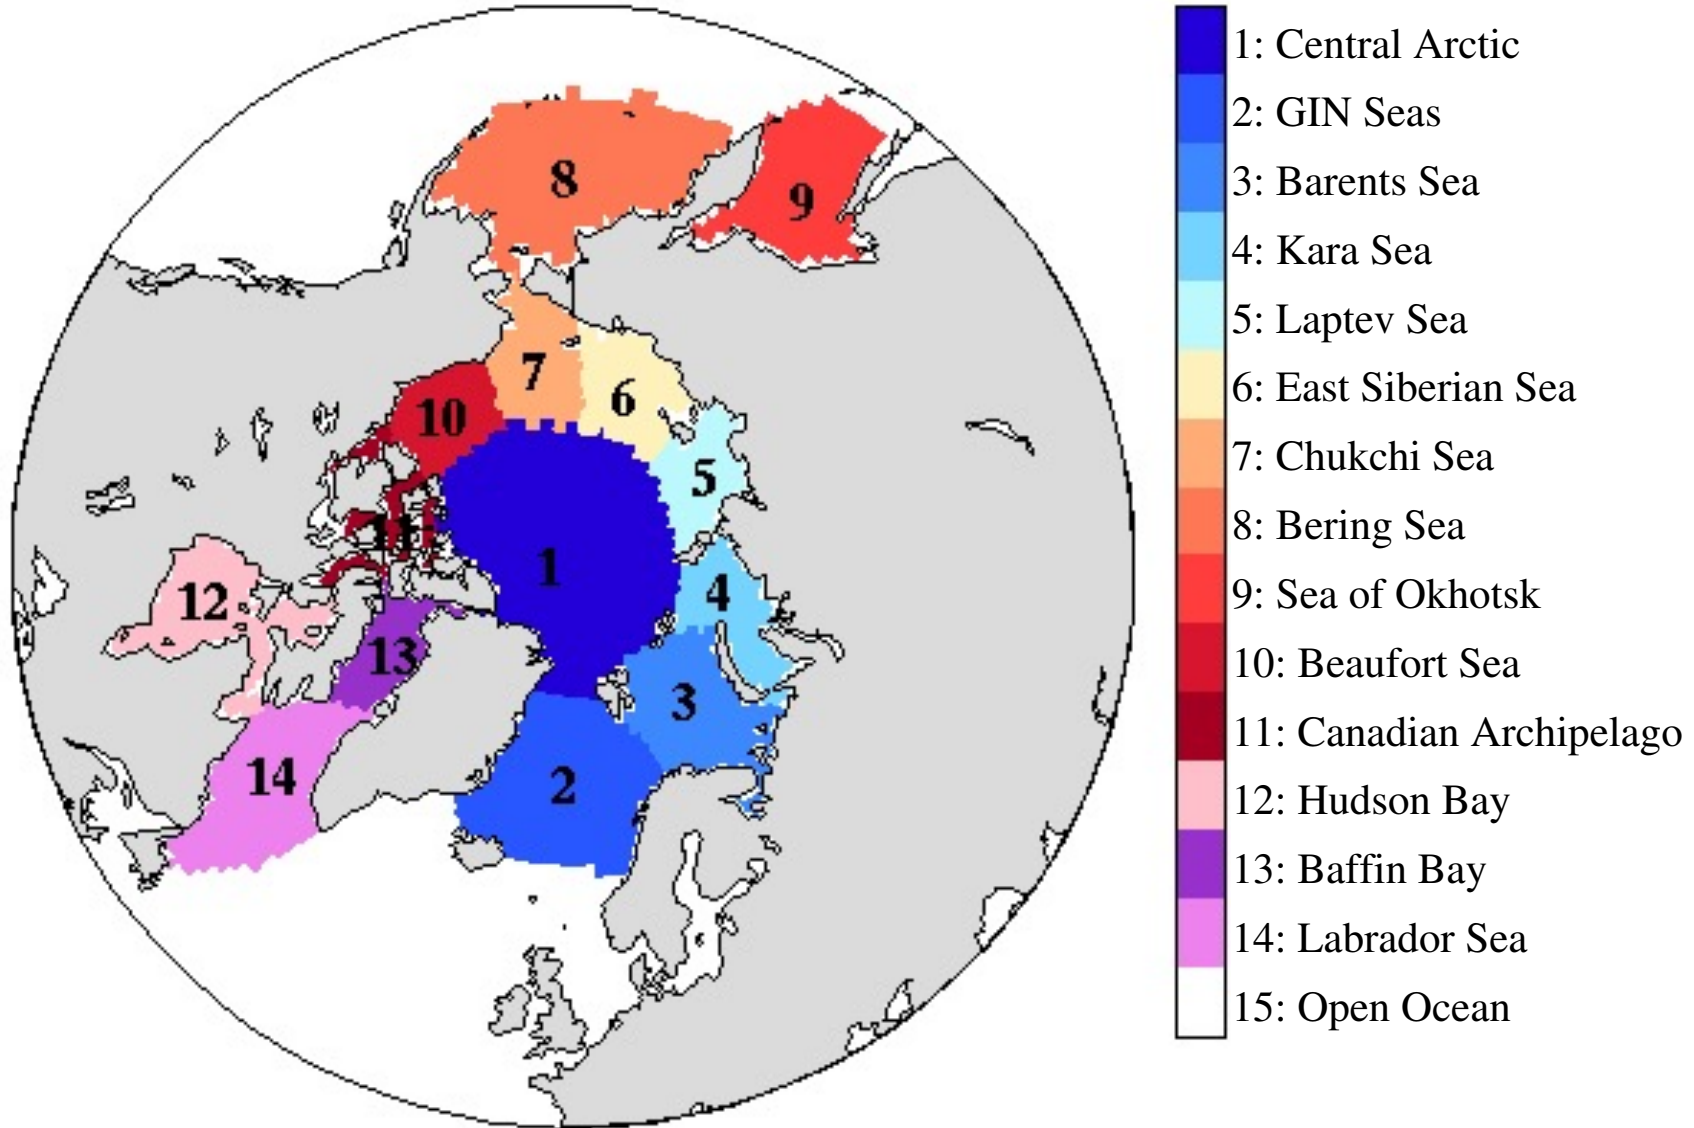 8
9
7
6
10
5
11
1
4
12
13
3
14
2
1: Central Arctic
2: GIN Seas
3: Barents Sea
4: Kara Sea
5: Laptev Sea
6: East Siberian Sea
7: Chukchi Sea
8: Bering Sea
9: Sea of Okhotsk
10: Beaufort Sea
11: Canadian Archipelago
12: Hudson Bay
13: Baffin Bay
14: Labrador Sea
15: Open Ocean